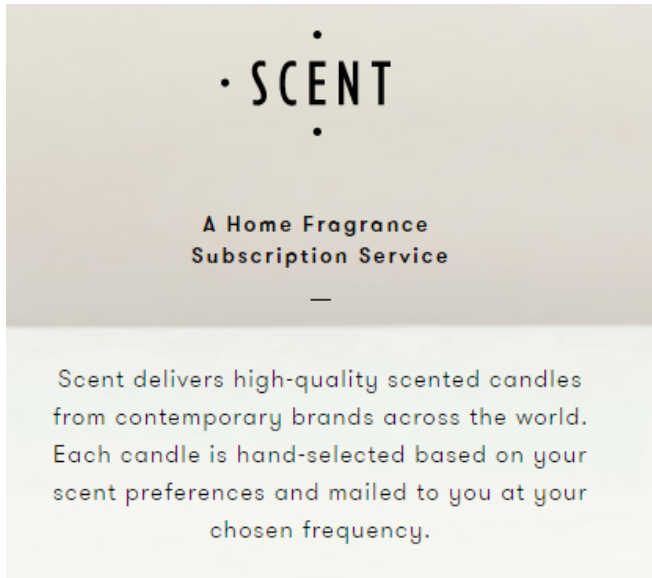 SCENT
A Home Fragrance
Subscription Service
Scent delivers high-quality scented candles
from contemporary brands across the world.
Each candle is hand-selected based on your
scent preferences and mailed to you at your
chosen frequency.